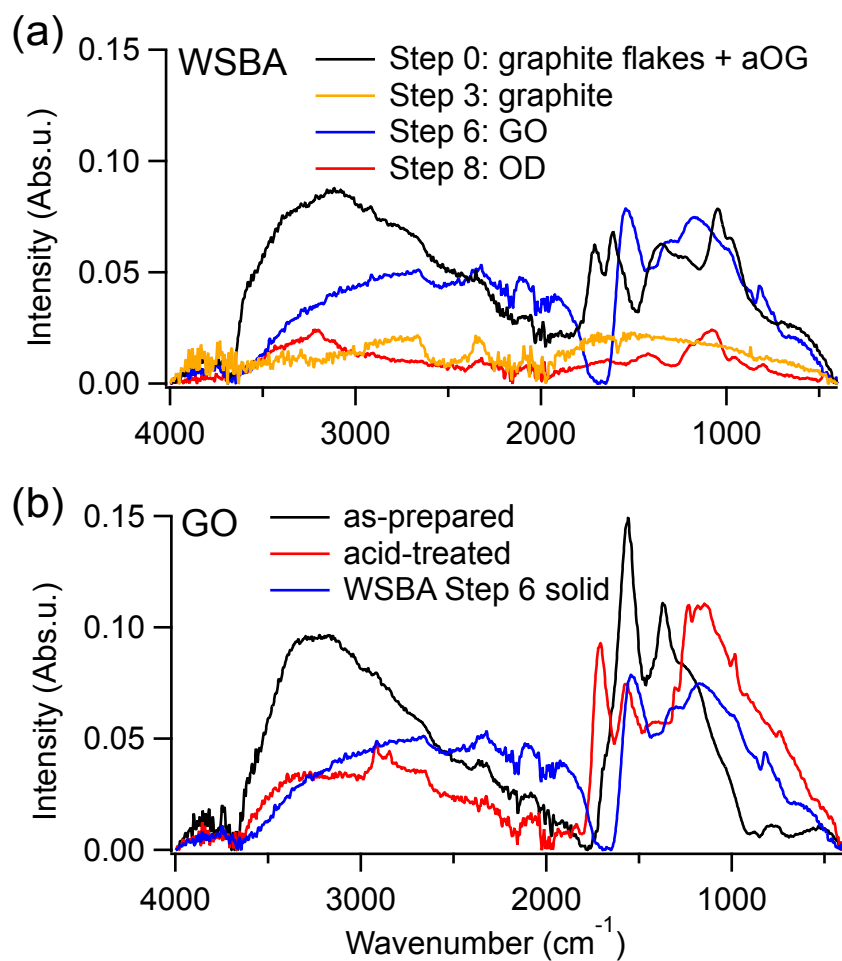 (a)
WSBA
Step 0: graphite flakes + aOG
Step 3: graphite
Step 6: GO
Step 8: OD
Intensity (Abs.u.)
0.15
0.10
0.05
0.00
4000 3000 2000 1000
(b)
GO
as-prepared
acid-treated
WSBA Step 6 solid
Intensity (Abs.u.)
0.15
0.10
0.05
0.00
4000 3000 2000 1000
Wavenumber (cm⁻¹)